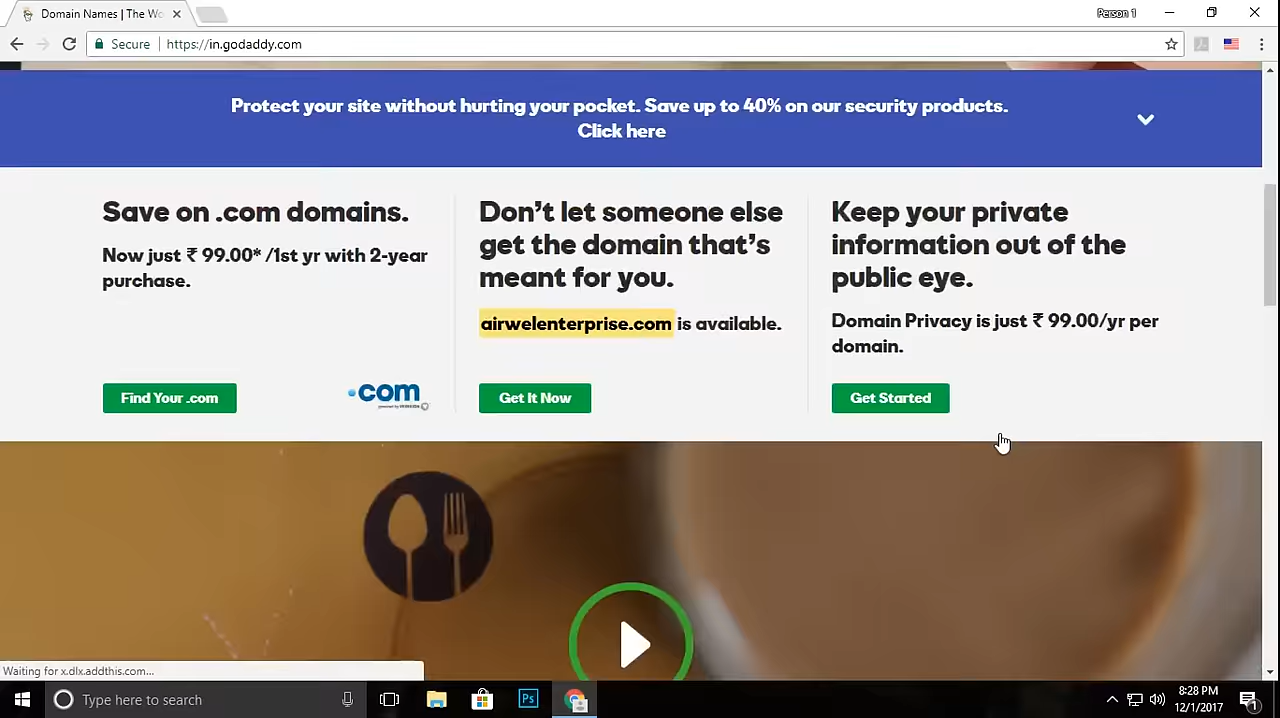 Domain Names | The Wo
Person 1
Secure
https://in.godaddy.com
Protect your site without hurting your pocket. Save up to 40% on our security products.
Click here
Save on .com domains.
Now just ₹ 99.00* /1st yr with 2-year
purchase.
Find Your .com
.com
Don't let someone else
get the domain that's
meant for you.
airwelenterprise.com is available.
Get It Now
Keep your private
information out of the
public eye.
Domain Privacy is just ₹ 99.00/yr per
domain.
Get Started
Waiting for x.dlx.addthis.com...
Type here to search
Ps
8:28 PM
12/1/2017
1